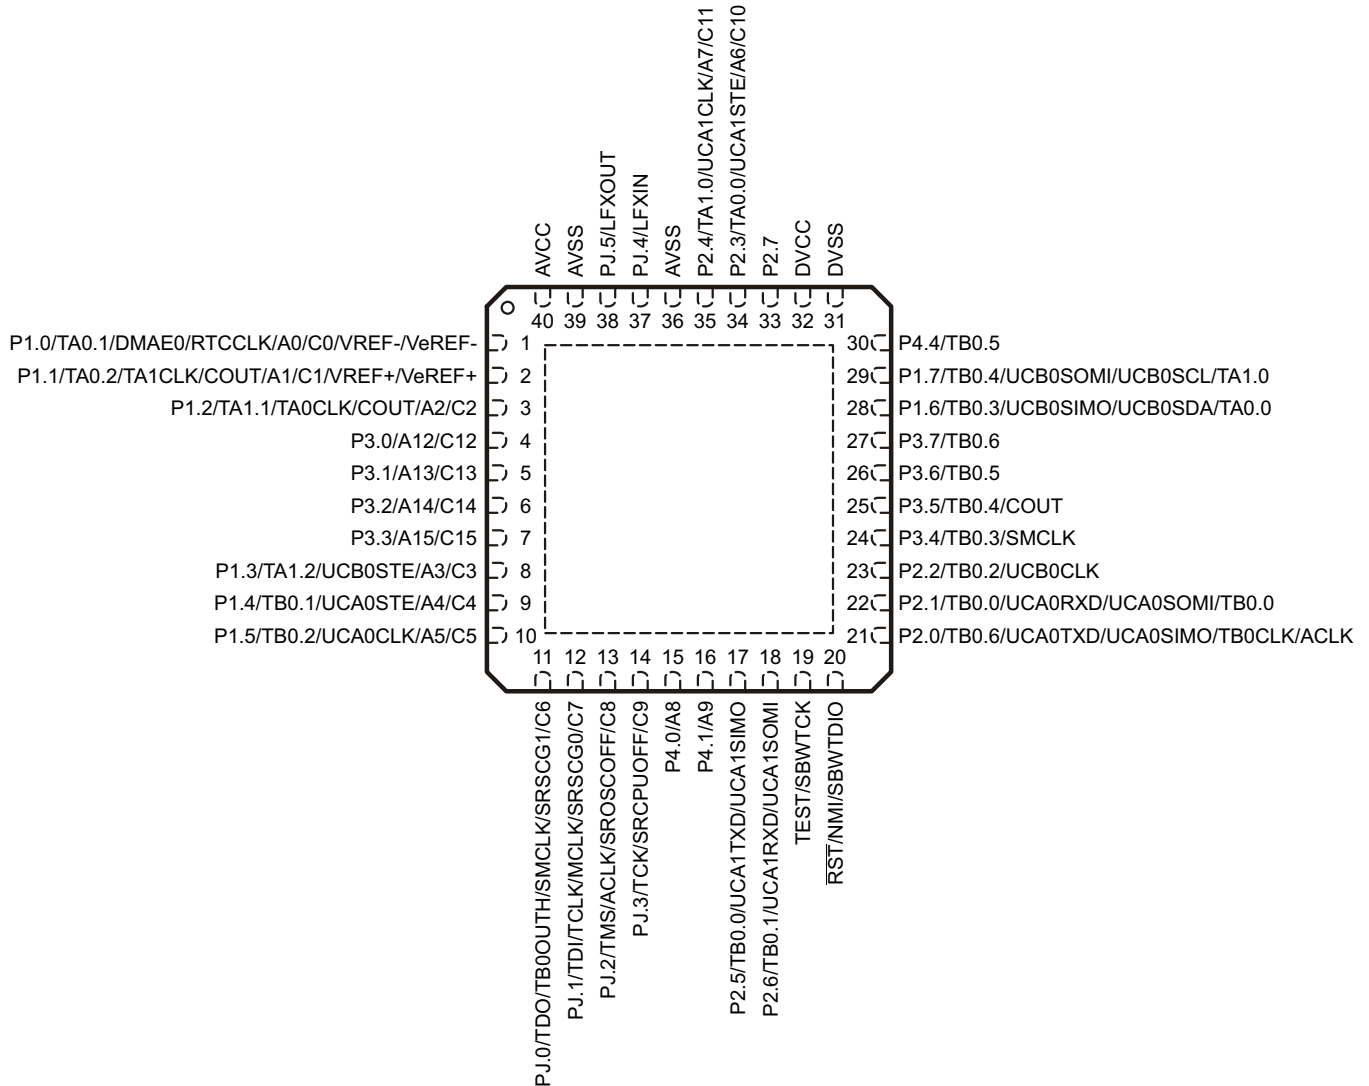 P2.4/TA1.0/UCA1CLK/A7/C11
P2.3/TA0.0/UCA1STE/A6/C10
AVCC
AVSS
PJ.5/LFXOUT
PJ.4/LFXIN
AVSS
P2.7
DVCC
DVSS
40
39
38
37
36
35
34
33
32
31
P1.0/TA0.1/DMAE0/RTCCLK/A0/C0/VREF-/VeREF- 1
P1.1/TA0.2/TA1CLK/COUT/A1/C1/VREF+/VeREF+ 2
P1.2/TA1.1/TA0CLK/COUT/A2/C2 3
P3.0/A12/C12 4
P3.1/A13/C13 5
P3.2/A14/C14 6
P3.3/A15/C15 7
P1.3/TA1.2/UCB0STE/A3/C3 8
P1.4/TB0.1/UCA0STE/A4/C4 9
P1.5/TB0.2/UCA0CLK/A5/C5 10
30 P4.4/TB0.5
29 P1.7/TB0.4/UCB0SOMI/UCB0SCL/TA1.0
28 P1.6/TB0.3/UCB0SIMO/UCB0SDA/TA0.0
27 P3.7/TB0.6
26 P3.6/TB0.5
25 P3.5/TB0.4/COUT
24 P3.4/TB0.3/SMCLK
23 P2.2/TB0.2/UCB0CLK
22 P2.1/TB0.0/UCA0RXD/UCA0SOMI/TB0.0
21 P2.0/TB0.6/UCA0TXD/UCA0SIMO/TB0CLK/ACLK
11
12
13
14
15
16
17
18
19
20
PJ.0/TDO/TB0OUTH/SMCLK/SRSCG1/C6
PJ.1/TDI/TCLK/MCLK/SRSCG0/C7
PJ.2/TMS/ACLK/SROSCOFF/C8
PJ.3/TCK/SRCPUOFF/C9
P4.0/A8
P4.1/A9
P2.5/TB0.0/UCA1TXD/UCA1SIMO
P2.6/TB0.1/UCA1RXD/UCA1SOMI
TEST/SBWTCK
RST/NMI/SBWTDIO